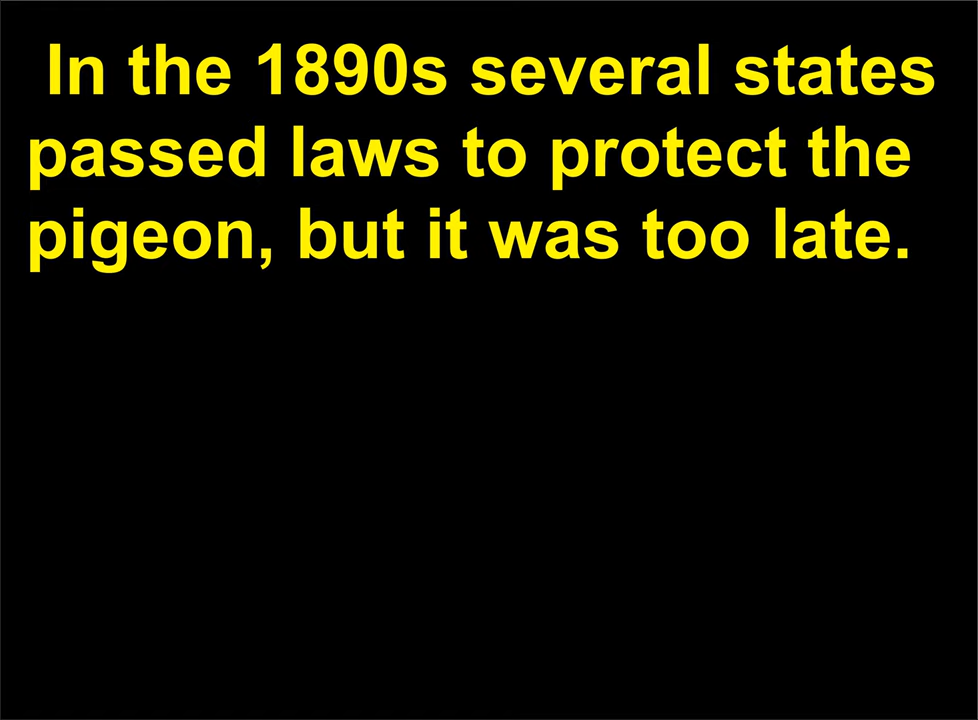 In the 1890s several states
passed laws to protect the
pigeon, but it was too late.